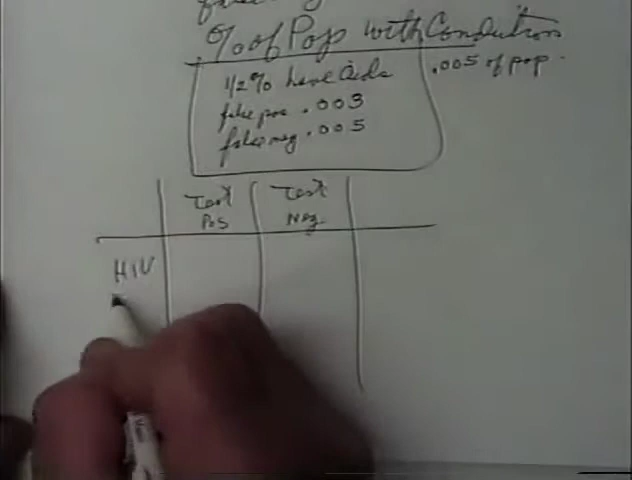 % of Pop with Condition
1/2% have Aids
.005 of pop.
false pos .003
false neg .005
Test Pos
Test Neg.
HIV